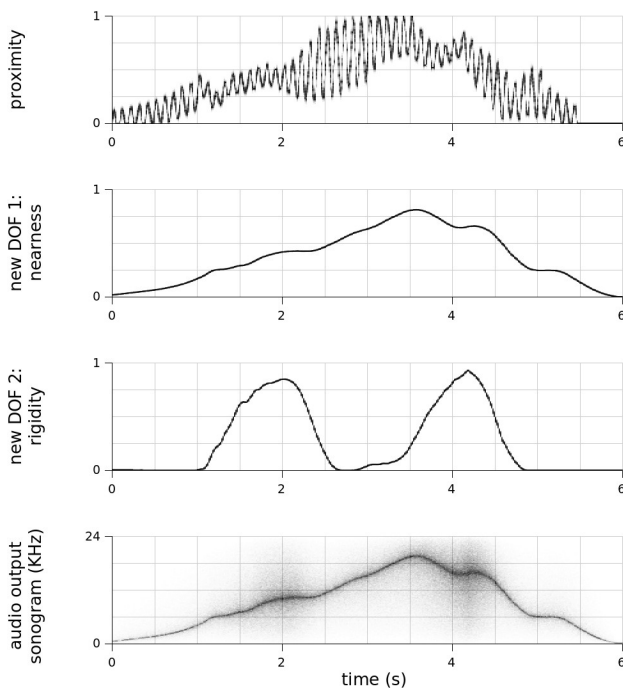 proximity
1
0
0 2 4 6
new DOF 1:
nearness
1
0
0 2 4 6
new DOF 2:
rigidity
1
0
0 2 4 6
audio output
sonogram (KHz)
24
0
0 2 4 6
time (s)